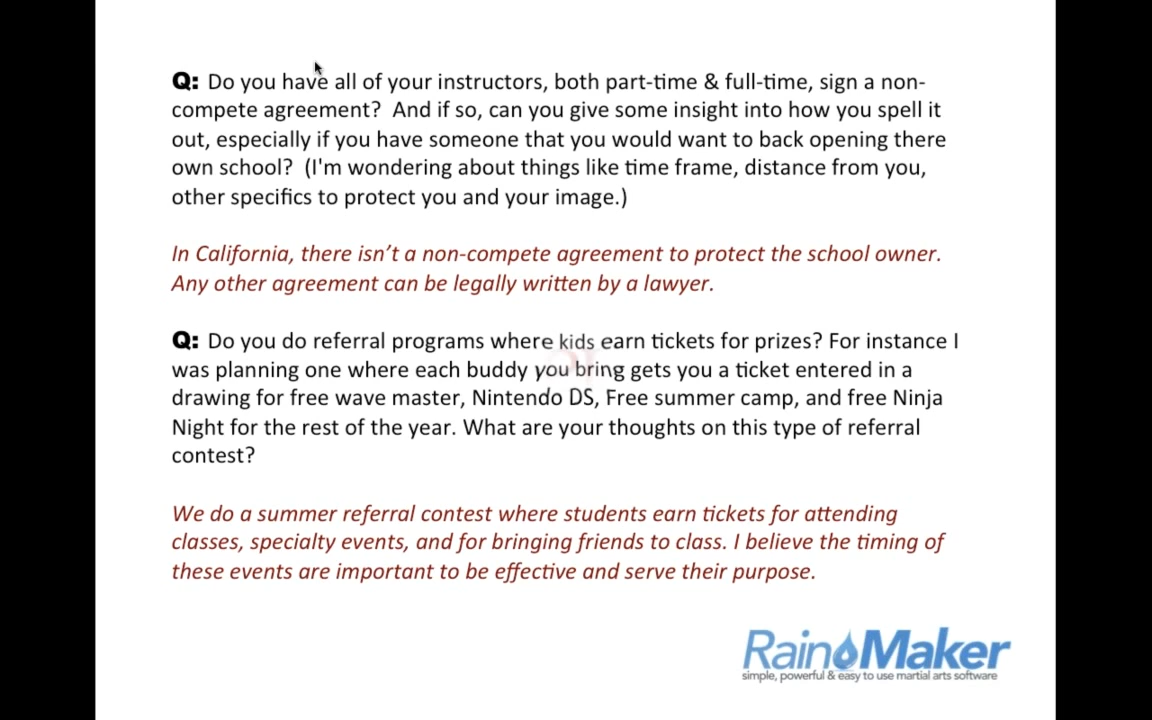 Q: Do you have all of your instructors, both part-time & full-time, sign a non-
compete agreement?  And if so, can you give some insight into how you spell it
out, especially if you have someone that you would want to back opening there
own school?  (I'm wondering about things like time frame, distance from you,
other specifics to protect you and your image.)
In California, there isn't a non-compete agreement to protect the school owner.
Any other agreement can be legally written by a lawyer.
Q: Do you do referral programs where kids earn tickets for prizes? For instance I
was planning one where each buddy you bring gets you a ticket entered in a
drawing for free wave master, Nintendo DS, Free summer camp, and free Ninja
Night for the rest of the year. What are your thoughts on this type of referral
contest?
We do a summer referral contest where students earn tickets for attending
classes, specialty events, and for bringing friends to class. I believe the timing of
these events are important to be effective and serve their purpose.
RainMaker
simple, powerful & easy to use martial arts software